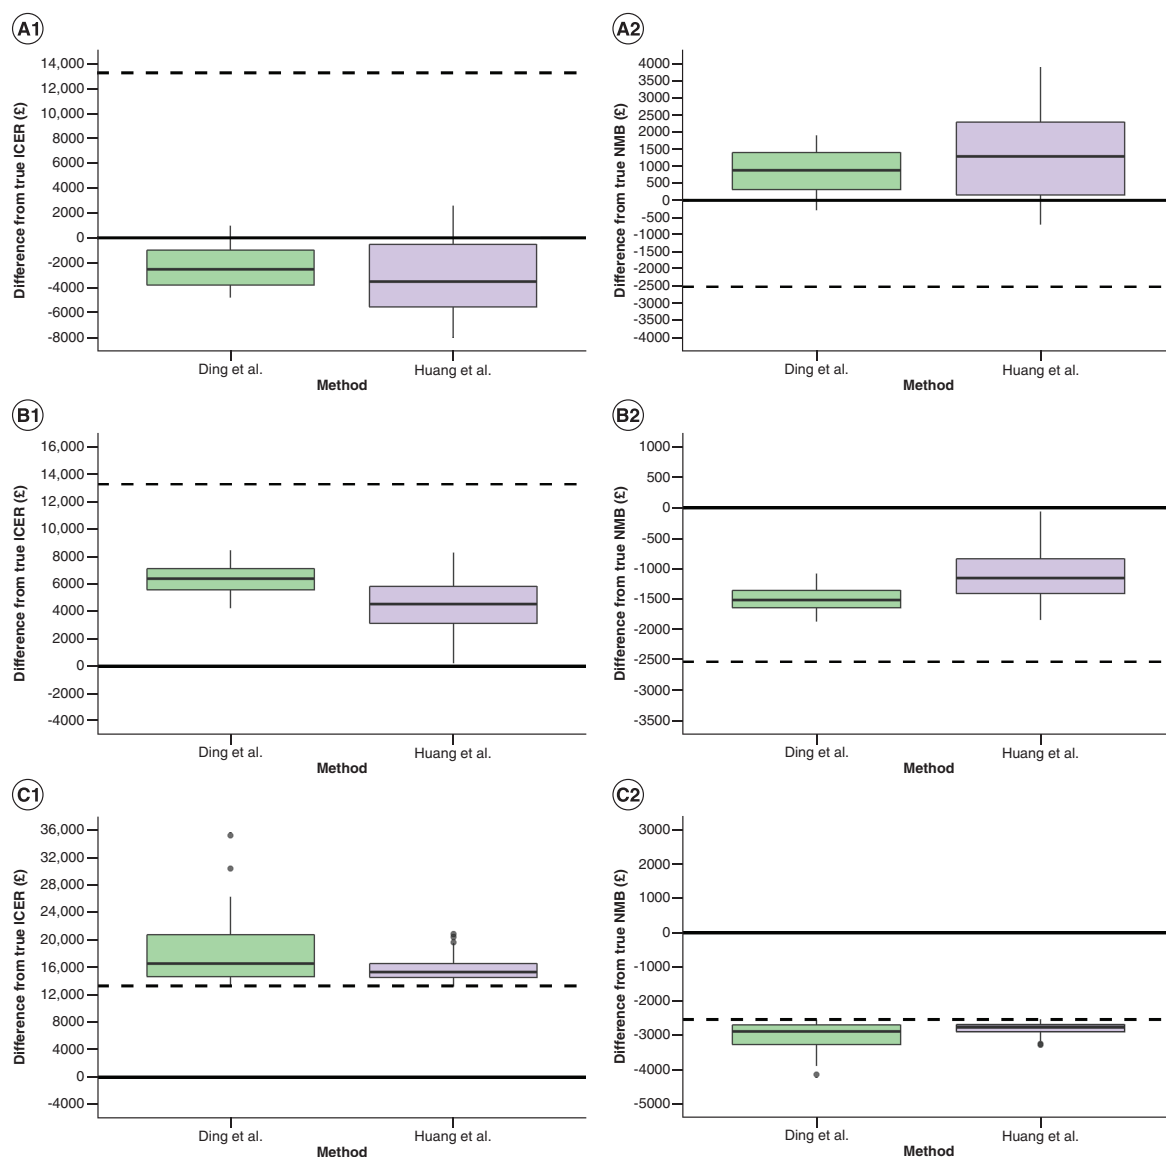 A1
Difference from true ICER (£)
14,000
12,000
10,000
8000
6000
4000
2000
0
-2000
-4000
-6000
-8000
Ding et al.
Huang et al.
Method
A2
Difference from true NMB (£)
4000
3500
3000
2500
2000
1500
1000
500
0
-500
-1000
-1500
-2000
-2500
-3000
-3500
-4000
Ding et al.
Huang et al.
Method
B1
Difference from true ICER (£)
16,000
14,000
12,000
10,000
8000
6000
4000
2000
0
-2000
-4000
Ding et al.
Huang et al.
Method
B2
Difference from true NMB (£)
1000
500
0
-500
-1000
-1500
-2000
-2500
-3000
-3500
Ding et al.
Huang et al.
Method
C1
Difference from true ICER (£)
36,000
32,000
28,000
24,000
20,000
16,000
12,000
8000
4000
0
-4000
Ding et al.
Huang et al.
Method
C2
Difference from true NMB (£)
3000
2000
1000
0
-1000
-2000
-3000
-4000
-5000
Ding et al.
Huang et al.
Method